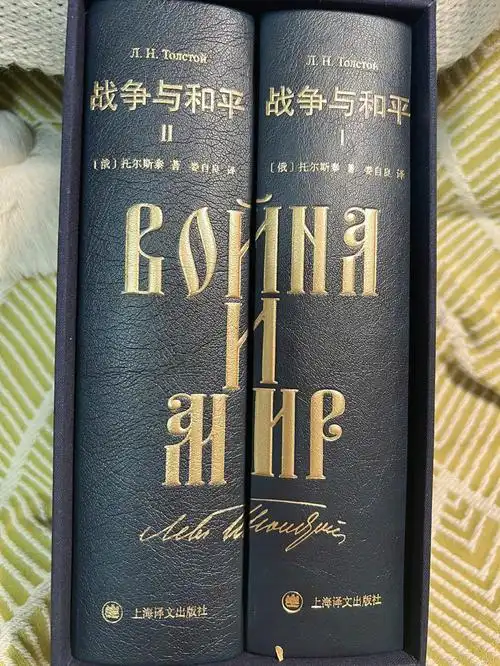 Л. Н. Толстой
战争与和平
II
〔俄〕托尔斯泰 著 娄自良 译
Л. Н. Толстой
战争与和平
I
〔俄〕托尔斯泰 著 娄自良 译
ВОЙНА
И
МИР
上海译文出版社
上海译文出版社